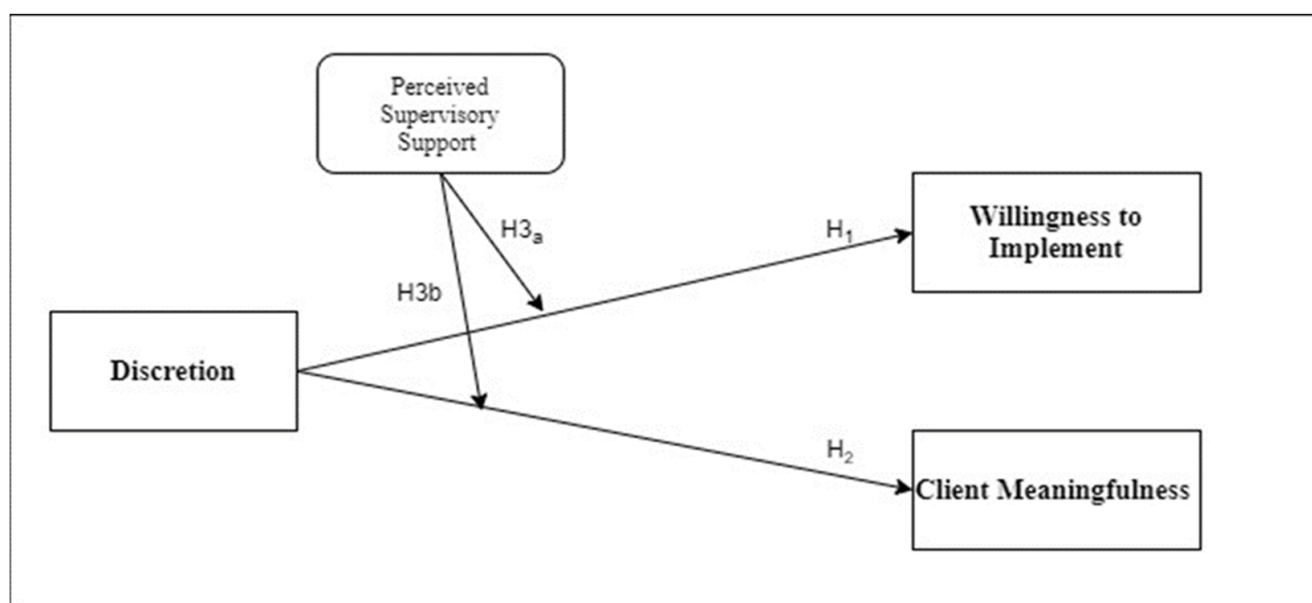 Perceived
Supervisory
Support
H3a
H1
Willingness to
Implement
H3b
Discretion
H2
Client Meaningfulness